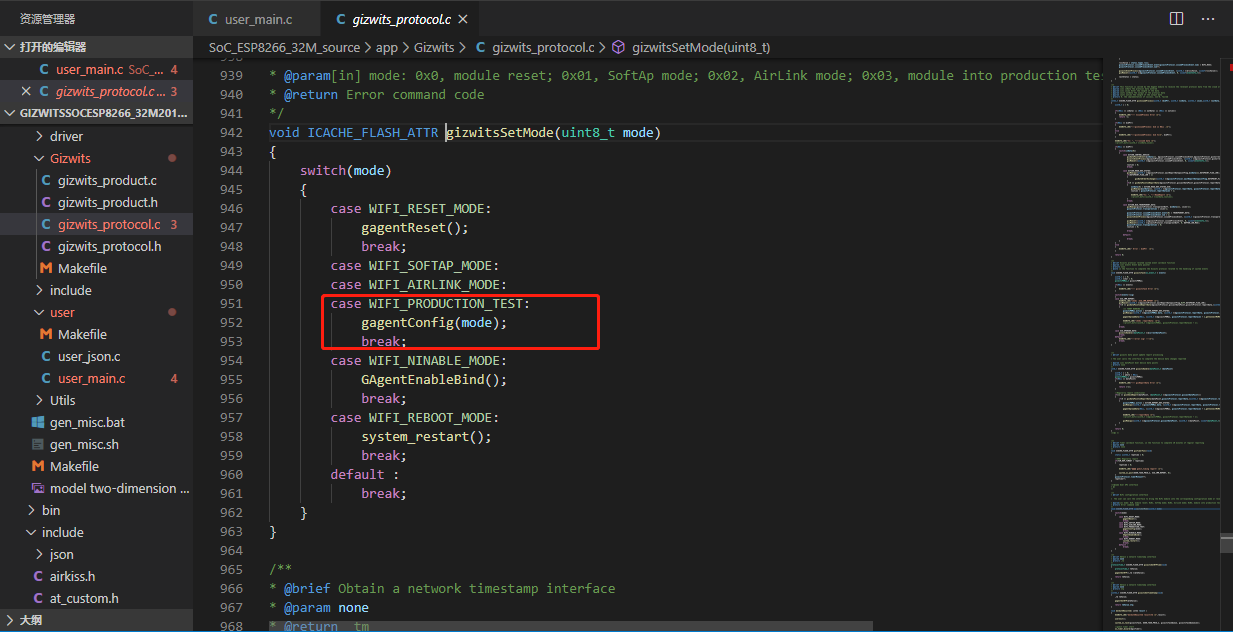 资源管理器
打开的编辑器
user_main.c SoC_... 4
gizwits_protocol.c ... 3
GIZWITSSOCESP8266_32M201...
driver
Gizwits
gizwits_product.c
gizwits_product.h
gizwits_protocol.c 3
gizwits_protocol.h
Makefile
include
user
Makefile
user_json.c
user_main.c 4
Utils
gen_misc.bat
gen_misc.sh
Makefile
model two-dimension ...
bin
include
json
airkiss.h
at_custom.h
大纲
user_main.c
gizwits_protocol.c
SoC_ESP8266_32M_source > app > Gizwits > C gizwits_protocol.c > gizwitsSetMode(uint8_t)
939 * @param[in] mode: 0x0, module reset; 0x01, SoftAp mode; 0x02, AirLink mode; 0x03, module into production te
940 * @return Error command code
941 */
942 void ICACHE_FLASH_ATTR gizwitsSetMode(uint8_t mode)
943 {
944 switch(mode)
945 {
946 case WIFI_RESET_MODE:
947 gagentReset();
948 break;
949 case WIFI_SOFTAP_MODE:
950 case WIFI_AIRLINK_MODE:
951 case WIFI_PRODUCTION_TEST:
952 gagentConfig(mode);
953 break;
954 case WIFI_NINABLE_MODE:
955 GAgentEnableBind();
956 break;
957 case WIFI_REBOOT_MODE:
958 system_restart();
959 break;
960 default :
961 break;
962 }
963 }
964
965 /**
966 * @brief Obtain a network timestamp interface
967 * @param none
968 * @return _tm